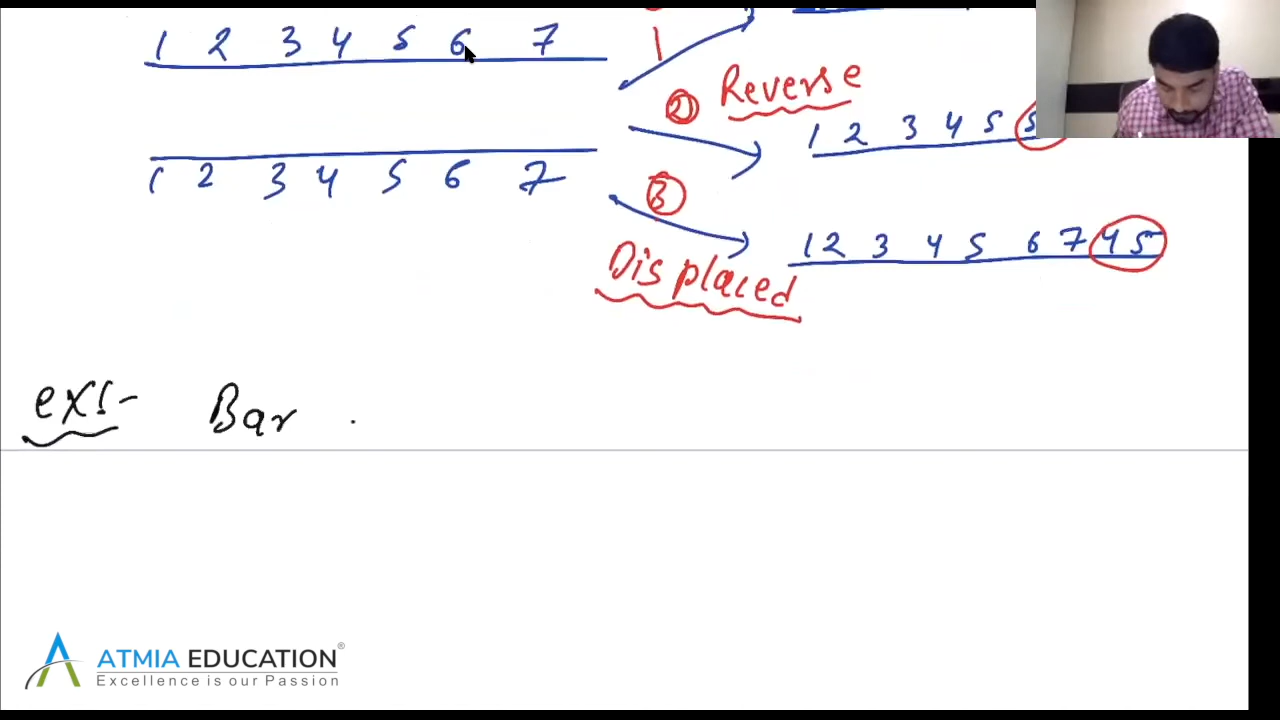 1 2 3 4 5 6 7
1
② Reverse
1 2 3 4 5 5
1 2 3 4 5 6 7
③
Displaced
1 2 3 4 5 6 7 4 5
exs- Bar
ATMIA EDUCATION®
Excellence is our Passion